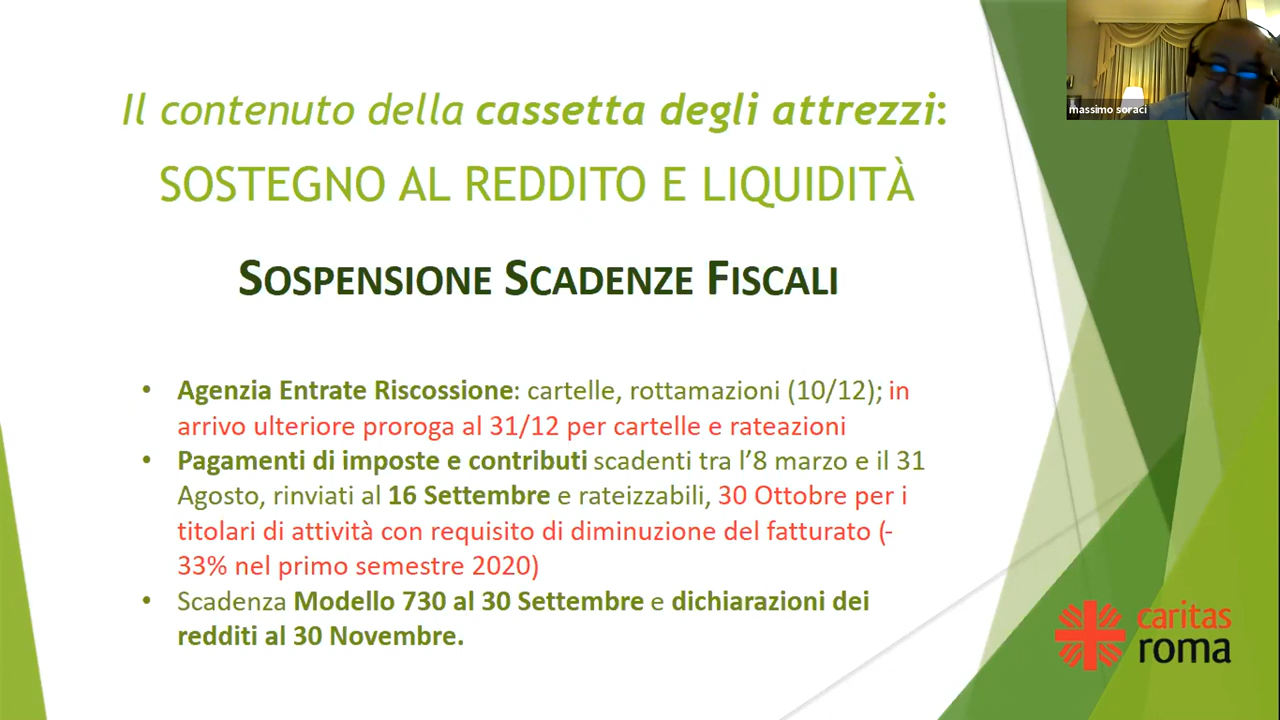 Il contenuto della cassetta degli attrezzi:
SOSTEGNO AL REDDITO E LIQUIDITÀ
SOSPENSIONE SCADENZE FISCALI
• Agenzia Entrate Riscossione: cartelle, rottamazioni (10/12); in
arrivo ulteriore proroga al 31/12 per cartelle e rateazioni
• Pagamenti di imposte e contributi scadenti tra l’8 marzo e il 31
Agosto, rinviati al 16 Settembre e rateizzabili, 30 Ottobre per i
titolari di attività con requisito di diminuzione del fatturato (-
33% nel primo semestre 2020)
• Scadenza Modello 730 al 30 Settembre e dichiarazioni dei
redditi al 30 Novembre.
massimo soraci
caritas
roma